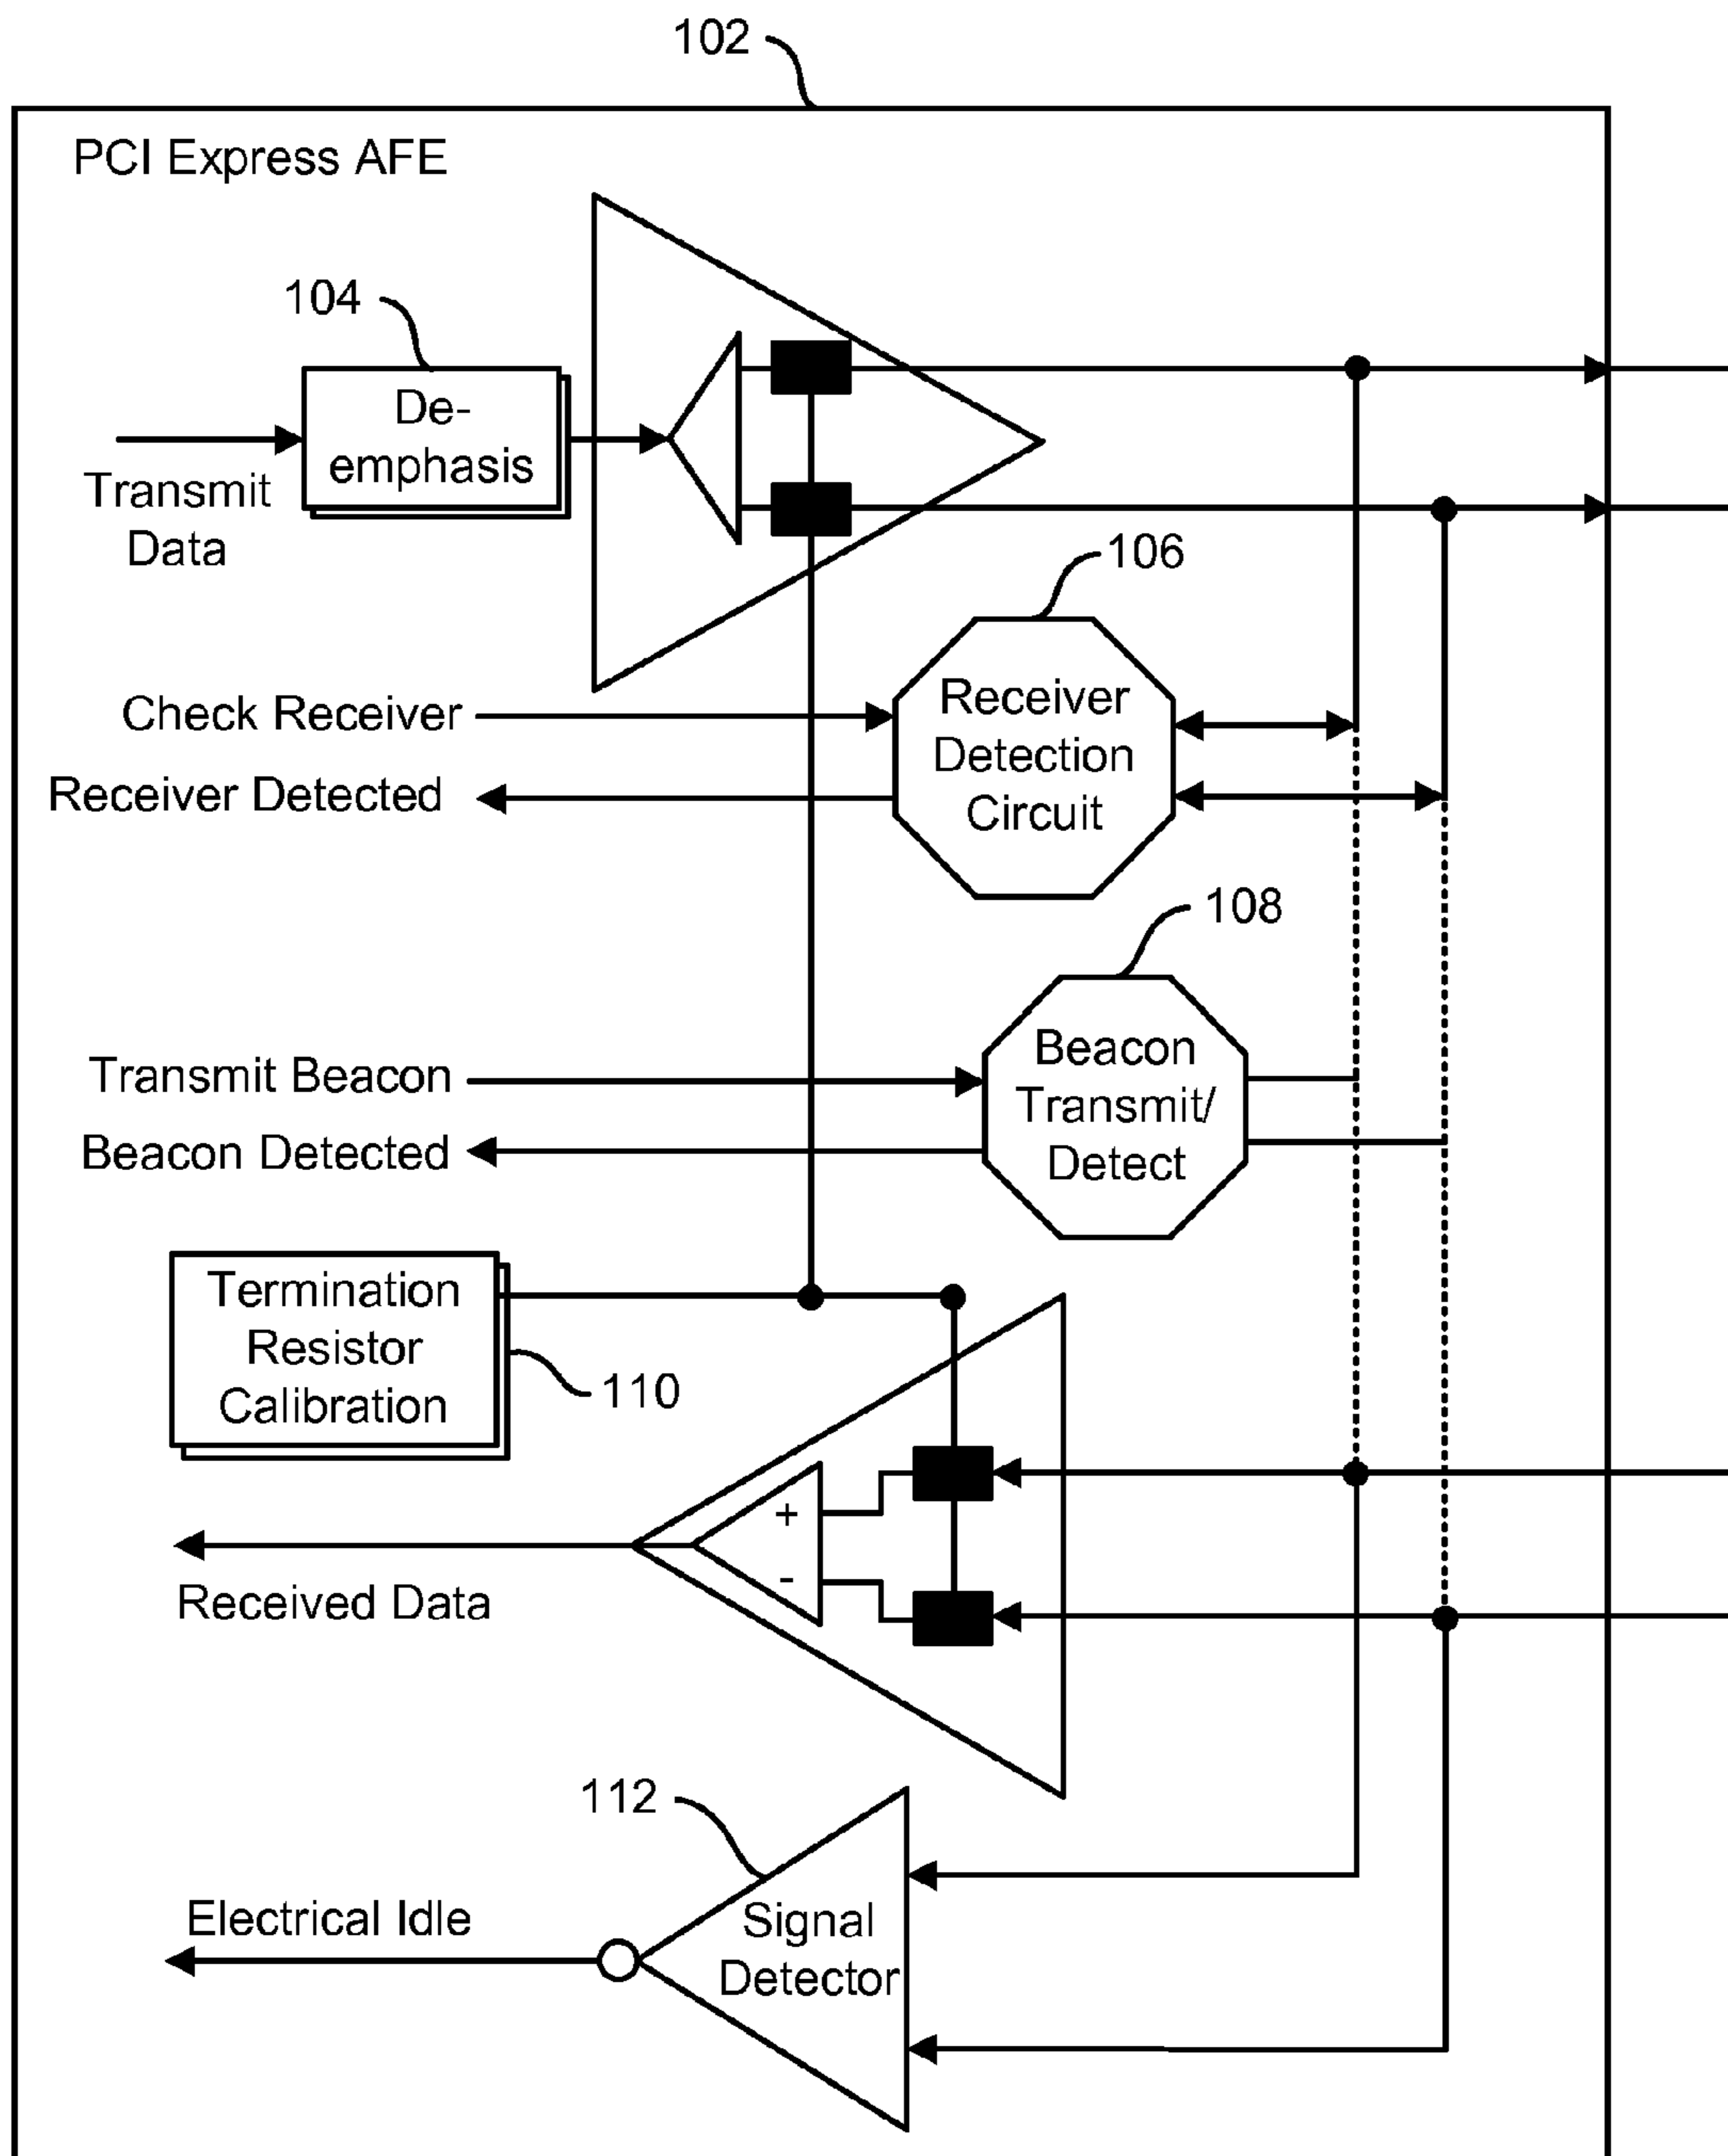 102
PCI Express AFE
104
De-
emphasis
Transmit
Data
106
Receiver
Detection
Circuit
Check Receiver
Receiver Detected
108
Beacon
Transmit/
Detect
Transmit Beacon
Beacon Detected
Termination
Resistor
Calibration
110
+
-
Received Data
112
Signal
Detector
Electrical Idle